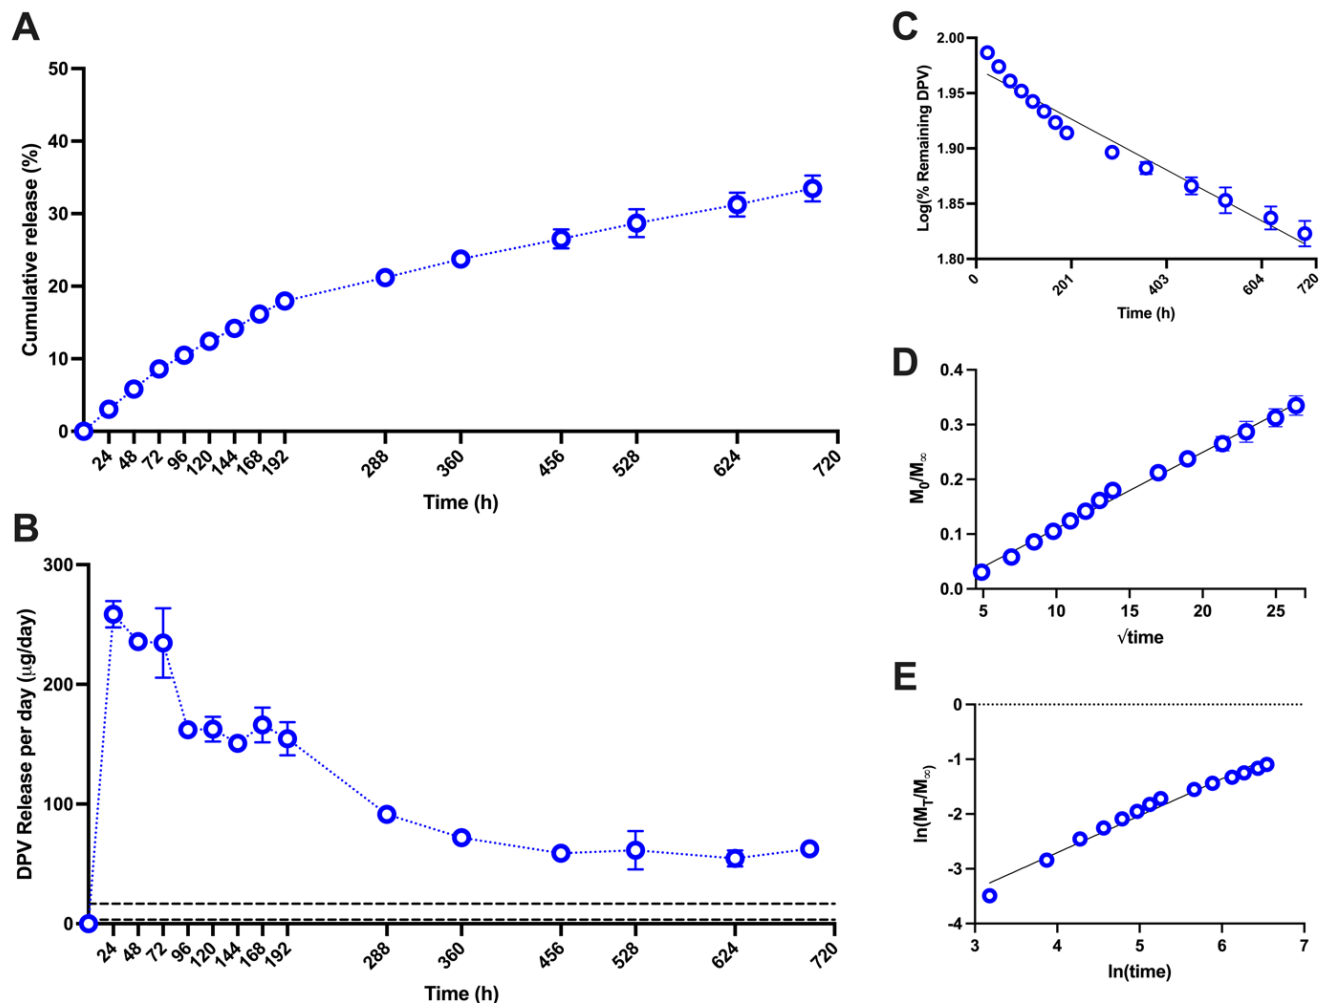 A
Cumulative release (%)
50
40
30
20
10
0
24 48 72 96 120 144 168 192 288 360 456 528 624 720
Time (h)
B
DPV Release per day (µg/day)
300
200
100
0
24 48 72 96 120 144 168 192 288 360 456 528 624 720
Time (h)
C
Log(% Remaining DPV)
2.00
1.95
1.90
1.85
1.80
0 201 403 604 720
Time (h)
D
M0/M∞
0.4
0.3
0.2
0.1
0.0
5 10 15 20 25
√time
E
ln(MT/M∞)
0
-1
-2
-3
-4
3 4 5 6 7
ln(time)